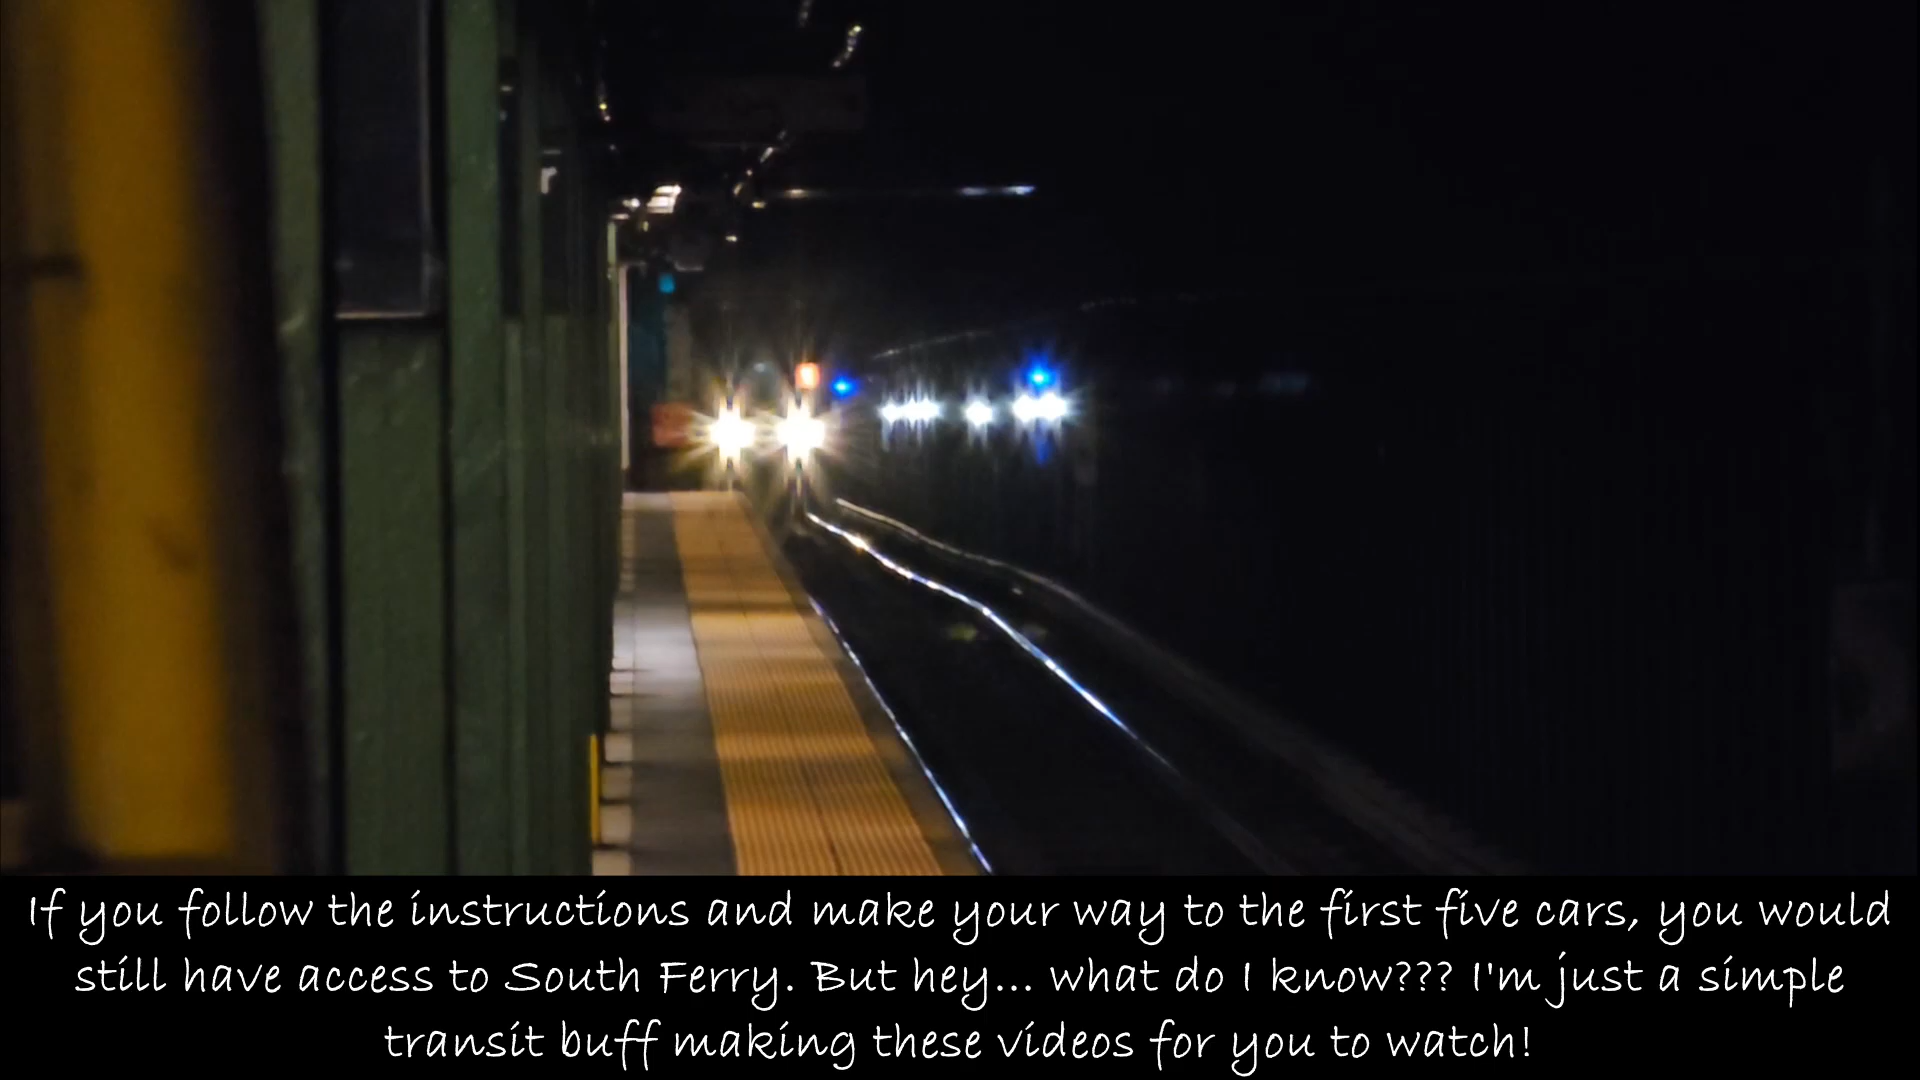 If you follow the instructions and make your way to the first five cars, you would
still have access to South Ferry. But hey... what do I know??? I'm just a simple
transit buff making these videos for you to watch!